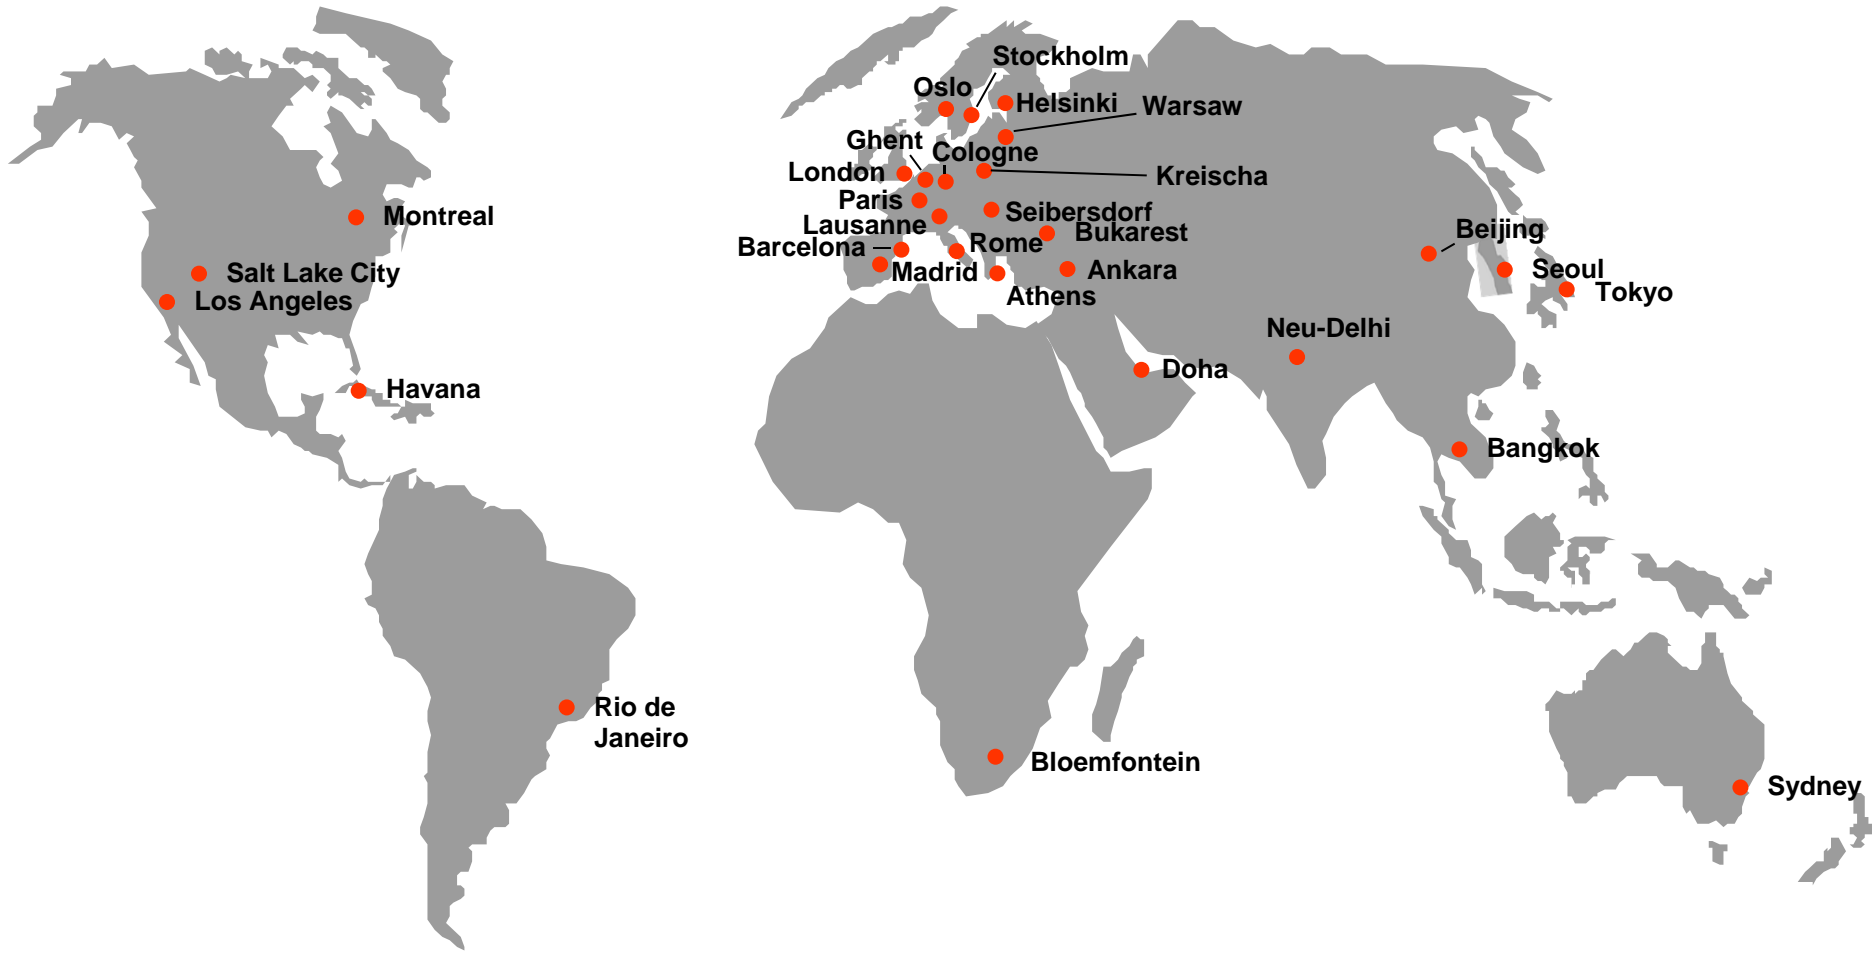 Stockholm
Oslo
Helsinki
Warsaw
Ghent
Cologne
London
Kreischa
Paris
Seibersdorf
Montreal
Lausanne
Bukarest
Beijing
Barcelona
Rome
Salt Lake City
Madrid
Ankara
Seoul
Los Angeles
Athens
Tokyo
Neu-Delhi
Doha
Havana
Bangkok
Rio de
Janeiro
Bloemfontein
Sydney